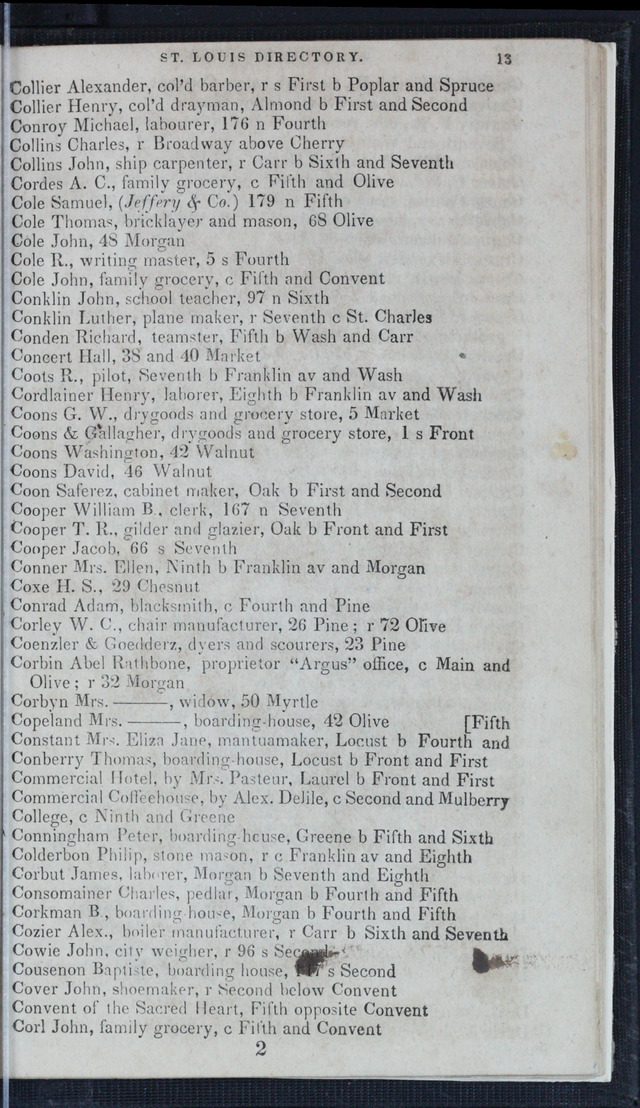 ST. LOUIS DIRECTORY. 13
Collier Alexander, col'd barber, r s First b Poplar and Spruce
Collier Henry, col'd drayman, Almond b First and Second
Conroy Michael, labourer, 176 n Fourth
Collins Charles, r Broadway above Cherry
Collins John, ship carpenter, r Carr b Sixth and Seventh
Cordes A. C., family grocery, c Fifth and Olive
Cole Samuel, (Jeffery & Co.) 179 n Fifth
Cole Thomas, bricklayer and mason, 68 Olive
Cole John, 48 Morgan
Cole R., writing master, 5 s Fourth
Cole John, family grocery, c Fifth and Convent
Conklin John, school teacher, 97 n Sixth
Conklin Luther, plane maker, r Seventh c St. Charles
Conden Richard, teamster, Fifth b Wash and Carr
Concert Hall, 38 and 40 Market
Coots R., pilot, Seventh b Franklin av and Wash
Cordlainer Henry, laborer, Eighth b Franklin av and Wash
Coons G. W., drygoods and grocery store, 5 Market
Coons & Gallagher, drygoods and grocery store, 1 s Front
Coons Washington, 42 Walnut
Coons David, 46 Walnut
Coon Saferez, cabinet maker, Oak b First and Second
Cooper William B., clerk, 167 n Seventh
Cooper T. R., gilder and glazier, Oak b Front and First
Cooper Jacob, 66 s Seventh
Conner Mrs. Ellen, Ninth b Franklin av and Morgan
Coxe H. S., 29 Chesnut
Conrad Adam, blacksmith, c Fourth and Pine
Corley W. C., chair manufacturer, 26 Pine; r 72 Olive
Coenzler & Goedderz, dyers and scourers, 23 Pine
Corbin Abel Rathbone, proprietor "Argus" office, c Main and
Olive; r 32 Morgan
Corbyn Mrs. ———, widow, 50 Myrtle
Copeland Mrs. ———, boarding-house, 42 Olive [Fifth
Constant Mrs. Eliza Jane, mantuamaker, Locust b Fourth and
Conberry Thomas, boarding-house, Locust b Front and First
Commercial Hotel, by Mrs. Pasteur, Laurel b Front and First
Commercial Coffeehouse, by Alex. Delile, c Second and Mulberry
College, c Ninth and Greene
Conningham Peter, boarding-house, Greene b Fifth and Sixth
Colderbon Philip, stone mason, r c Franklin av and Eighth
Corbut James, laborer, Morgan b Seventh and Eighth
Consomainer Charles, pedlar, Morgan b Fourth and Fifth
Corkman B., boarding-house, Morgan b Fourth and Fifth
Cozier Alex., boiler manufacturer, r Carr b Sixth and Seventh
Cowie John, city weigher, r 96 s Second
Cousenon Baptiste, boarding house, s Second
Cover John, shoemaker, r Second below Convent
Convent of the Sacred Heart, Fifth opposite Convent
Corl John, family grocery, c Fifth and Convent
2